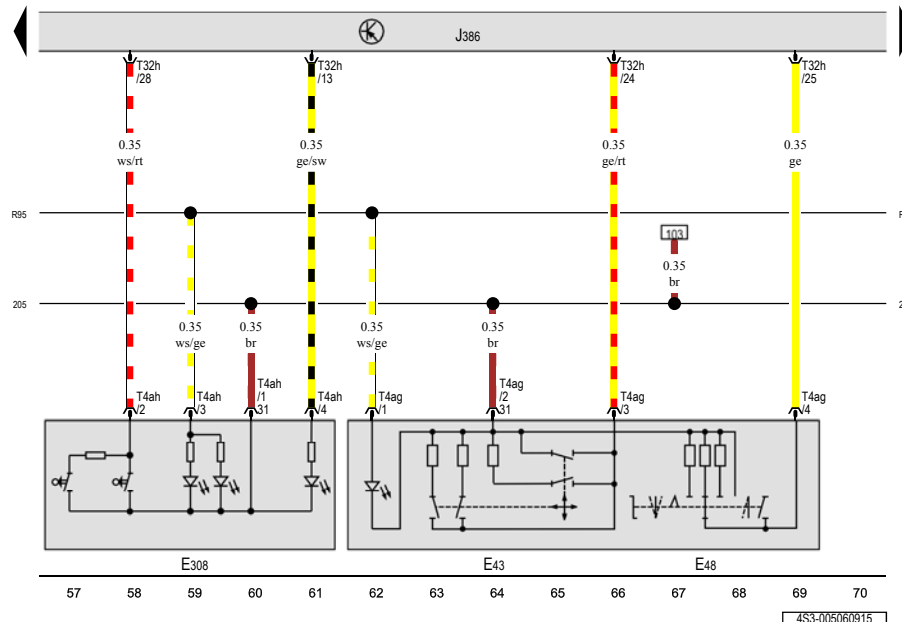 J386
T32h
/28
T32h
/13
T32h
/24
T32h
/25
0.35
ws/rt
0.35
ge/sw
0.35
ge/rt
0.35
ge
R95
103
0.35
br
205
2
0.35
ws/ge
0.35
br
0.35
ws/ge
0.35
br
T4ah
/2
T4ah
/3
T4ah
/1
31
T4ah
/4
T4ag
/1
T4ag
/2
31
T4ag
/3
T4ag
/4
E308
E43
E48
57 58 59 60 61 62 63 64 65 66 67 68 69 70
4S3-005060915